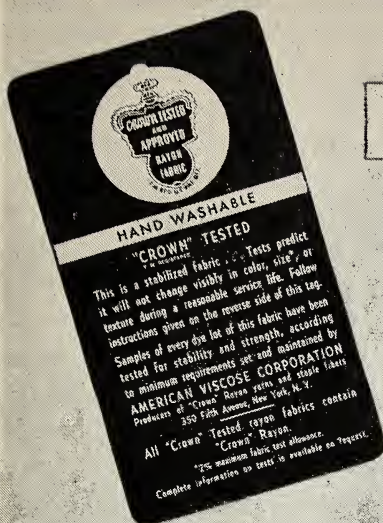 CROWN TESTED
AND
APPROVED
RAYON
FABRIC
HAND WASHABLE
"CROWN" TESTED
This is a stabilized fabric Tests predict
it will not change visibly in color, size*, or
texture during a reasonable service life. Follow
instructions given on the reverse side of this tag.
Samples of every dye lot of this fabric have been
tested for stability and strength, according
to minimum requirements set and maintained by
AMERICAN VISCOSE CORPORATION
Producers of "Crown" Rayon yarns and staple fibers
350 Fifth Avenue, New York, N. Y.
All "Crown" Tested rayon fabrics contain
"Crown" Rayon.
*2% maximum fabric test allowance.
Complete information on tests is available on request.